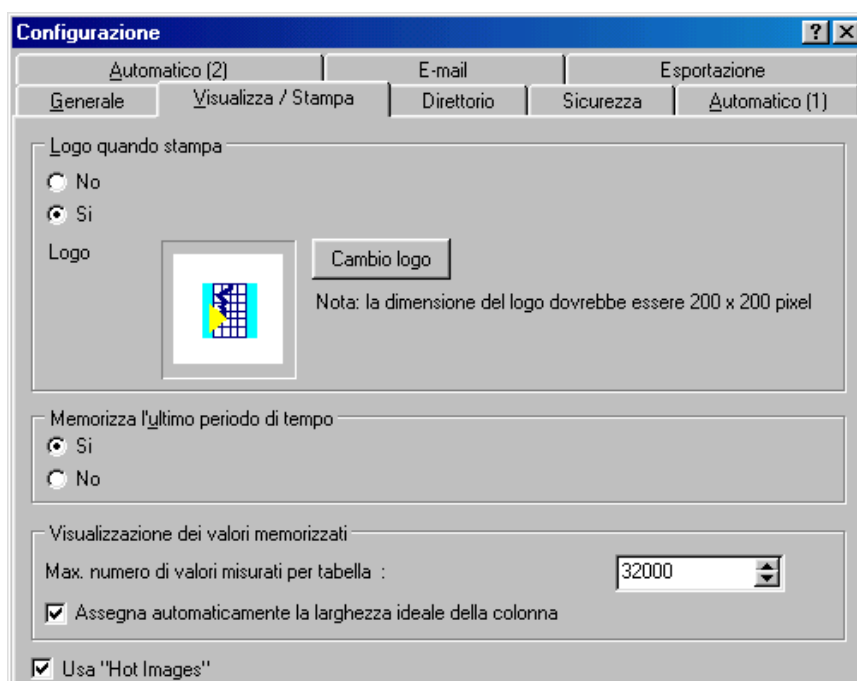 Configurazione
Automatico (2) E-mail Esportazione
Generale Visualizza / Stampa Direttorio Sicurezza Automatico (1)
Logo quando stampa
No
Si
Logo Cambio logo
Nota: la dimensione del logo dovrebbe essere 200 x 200 pixel
Memorizza l'ultimo periodo di tempo
Si
No
Visualizzazione dei valori memorizzati
Max. numero di valori misurati per tabella : 32000
Assegna automaticamente la larghezza ideale della colonna
Usa "Hot Images"